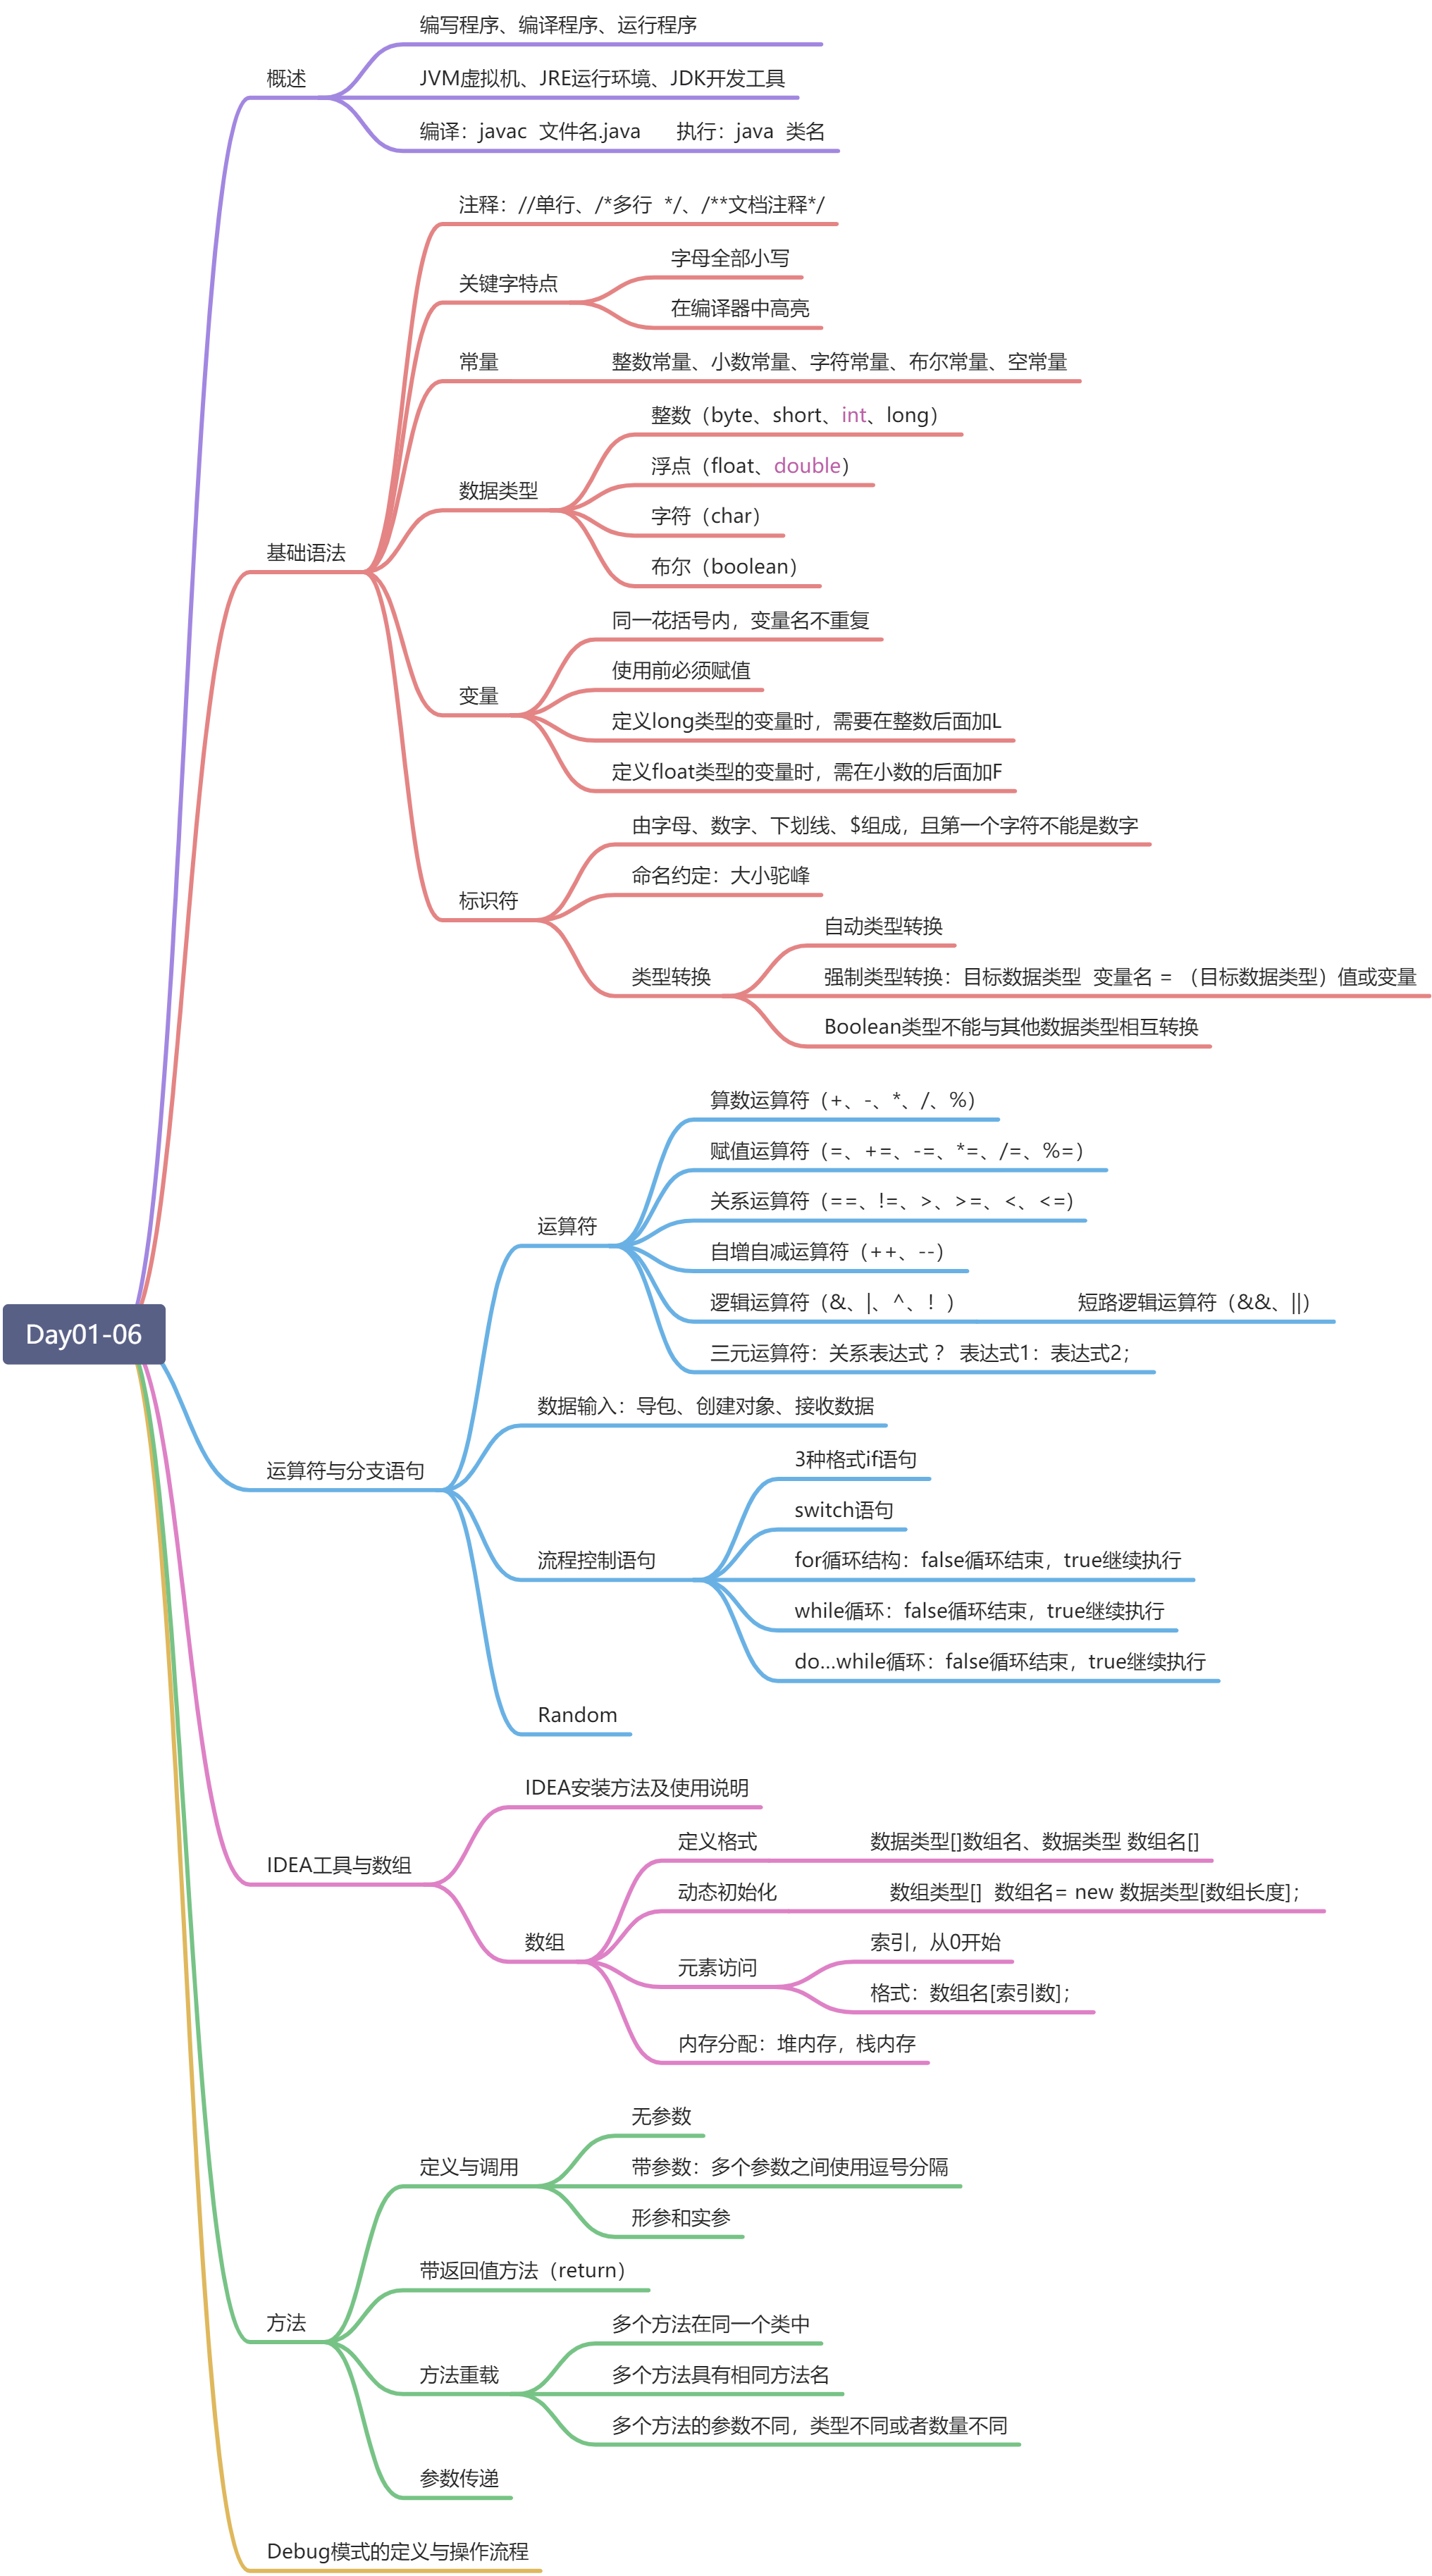 编写程序、编译程序、运行程序
概述
JVM虚拟机、JRE运行环境、JDK开发工具
编译：javac 文件名.java 执行：java 类名
注释：//单行、/*多行 */、/**文档注释*/
字母全部小写
关键字特点
在编译器中高亮
常量 整数常量、小数常量、字符常量、布尔常量、空常量
整数（byte、short、int、long）
浮点（float、double）
数据类型
字符（char）
基础语法
布尔（boolean）
同一花括号内，变量名不重复
使用前必须赋值
变量
定义long类型的变量时，需要在整数后面加L
定义float类型的变量时，需在小数的后面加F
由字母、数字、下划线、$组成，且第一个字符不能是数字
命名约定：大小驼峰
标识符
自动类型转换
类型转换
强制类型转换：目标数据类型 变量名 = （目标数据类型）值或变量
Boolean类型不能与其他数据类型相互转换
算数运算符（+、-、*、/、%）
赋值运算符（=、+=、-=、*=、/=、%=）
关系运算符（==、!=、>、>=、<、<=）
运算符
自增自减运算符（++、--）
逻辑运算符（&、|、^、！） 短路逻辑运算符（&&、||）
Day01-06
三元运算符：关系表达式 ？ 表达式1：表达式2；
数据输入：导包、创建对象、接收数据
3种格式if语句
运算符与分支语句
switch语句
流程控制语句
for循环结构：false循环结束，true继续执行
while循环：false循环结束，true继续执行
do...while循环：false循环结束，true继续执行
Random
IDEA安装方法及使用说明
定义格式 数据类型[]数组名、数据类型 数组名[]
IDEA工具与数组
动态初始化 数组类型[] 数组名= new 数据类型[数组长度]；
数组
索引，从0开始
元素访问
格式：数组名[索引数]；
内存分配：堆内存，栈内存
无参数
定义与调用
带参数：多个参数之间使用逗号分隔
形参和实参
带返回值方法（return）
方法
多个方法在同一个类中
方法重载
多个方法具有相同方法名
多个方法的参数不同，类型不同或者数量不同
参数传递
Debug模式的定义与操作流程